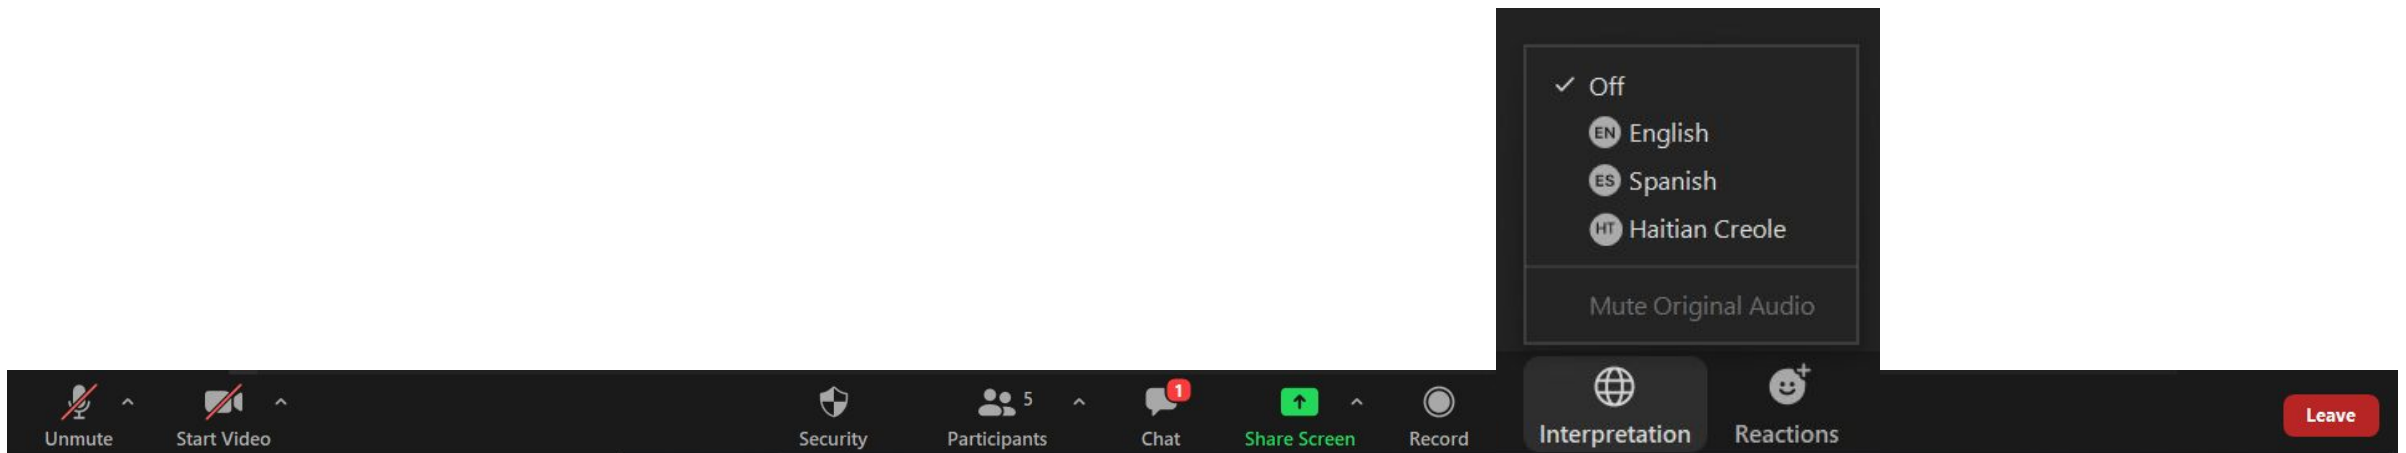 Off
EN English
ES Spanish
HT Haitian Creole
Mute Original Audio
Unmute
Start Video
Security
Participants 5
Chat 1
Share Screen
Record
Interpretation
Reactions
Leave